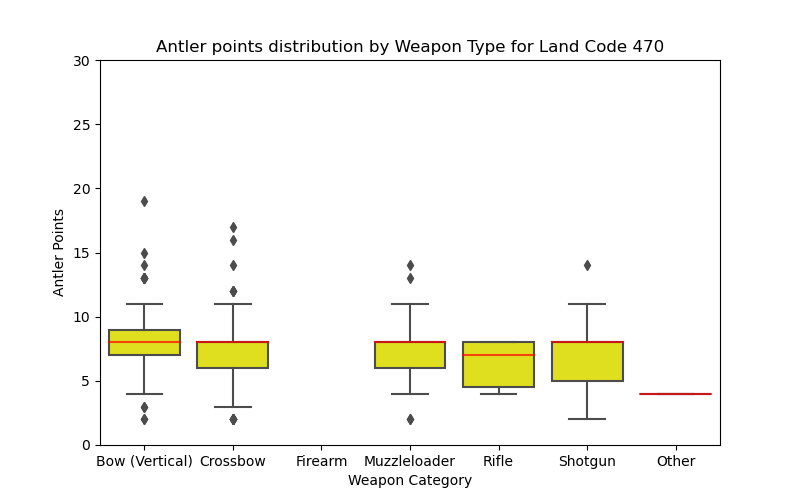 Antler points distribution by Weapon Type for Land Code 470
30
25
20
15
10
5
0
Antler Points
Bow (Vertical) Crossbow Firearm Muzzleloader Rifle Shotgun Other
Weapon Category